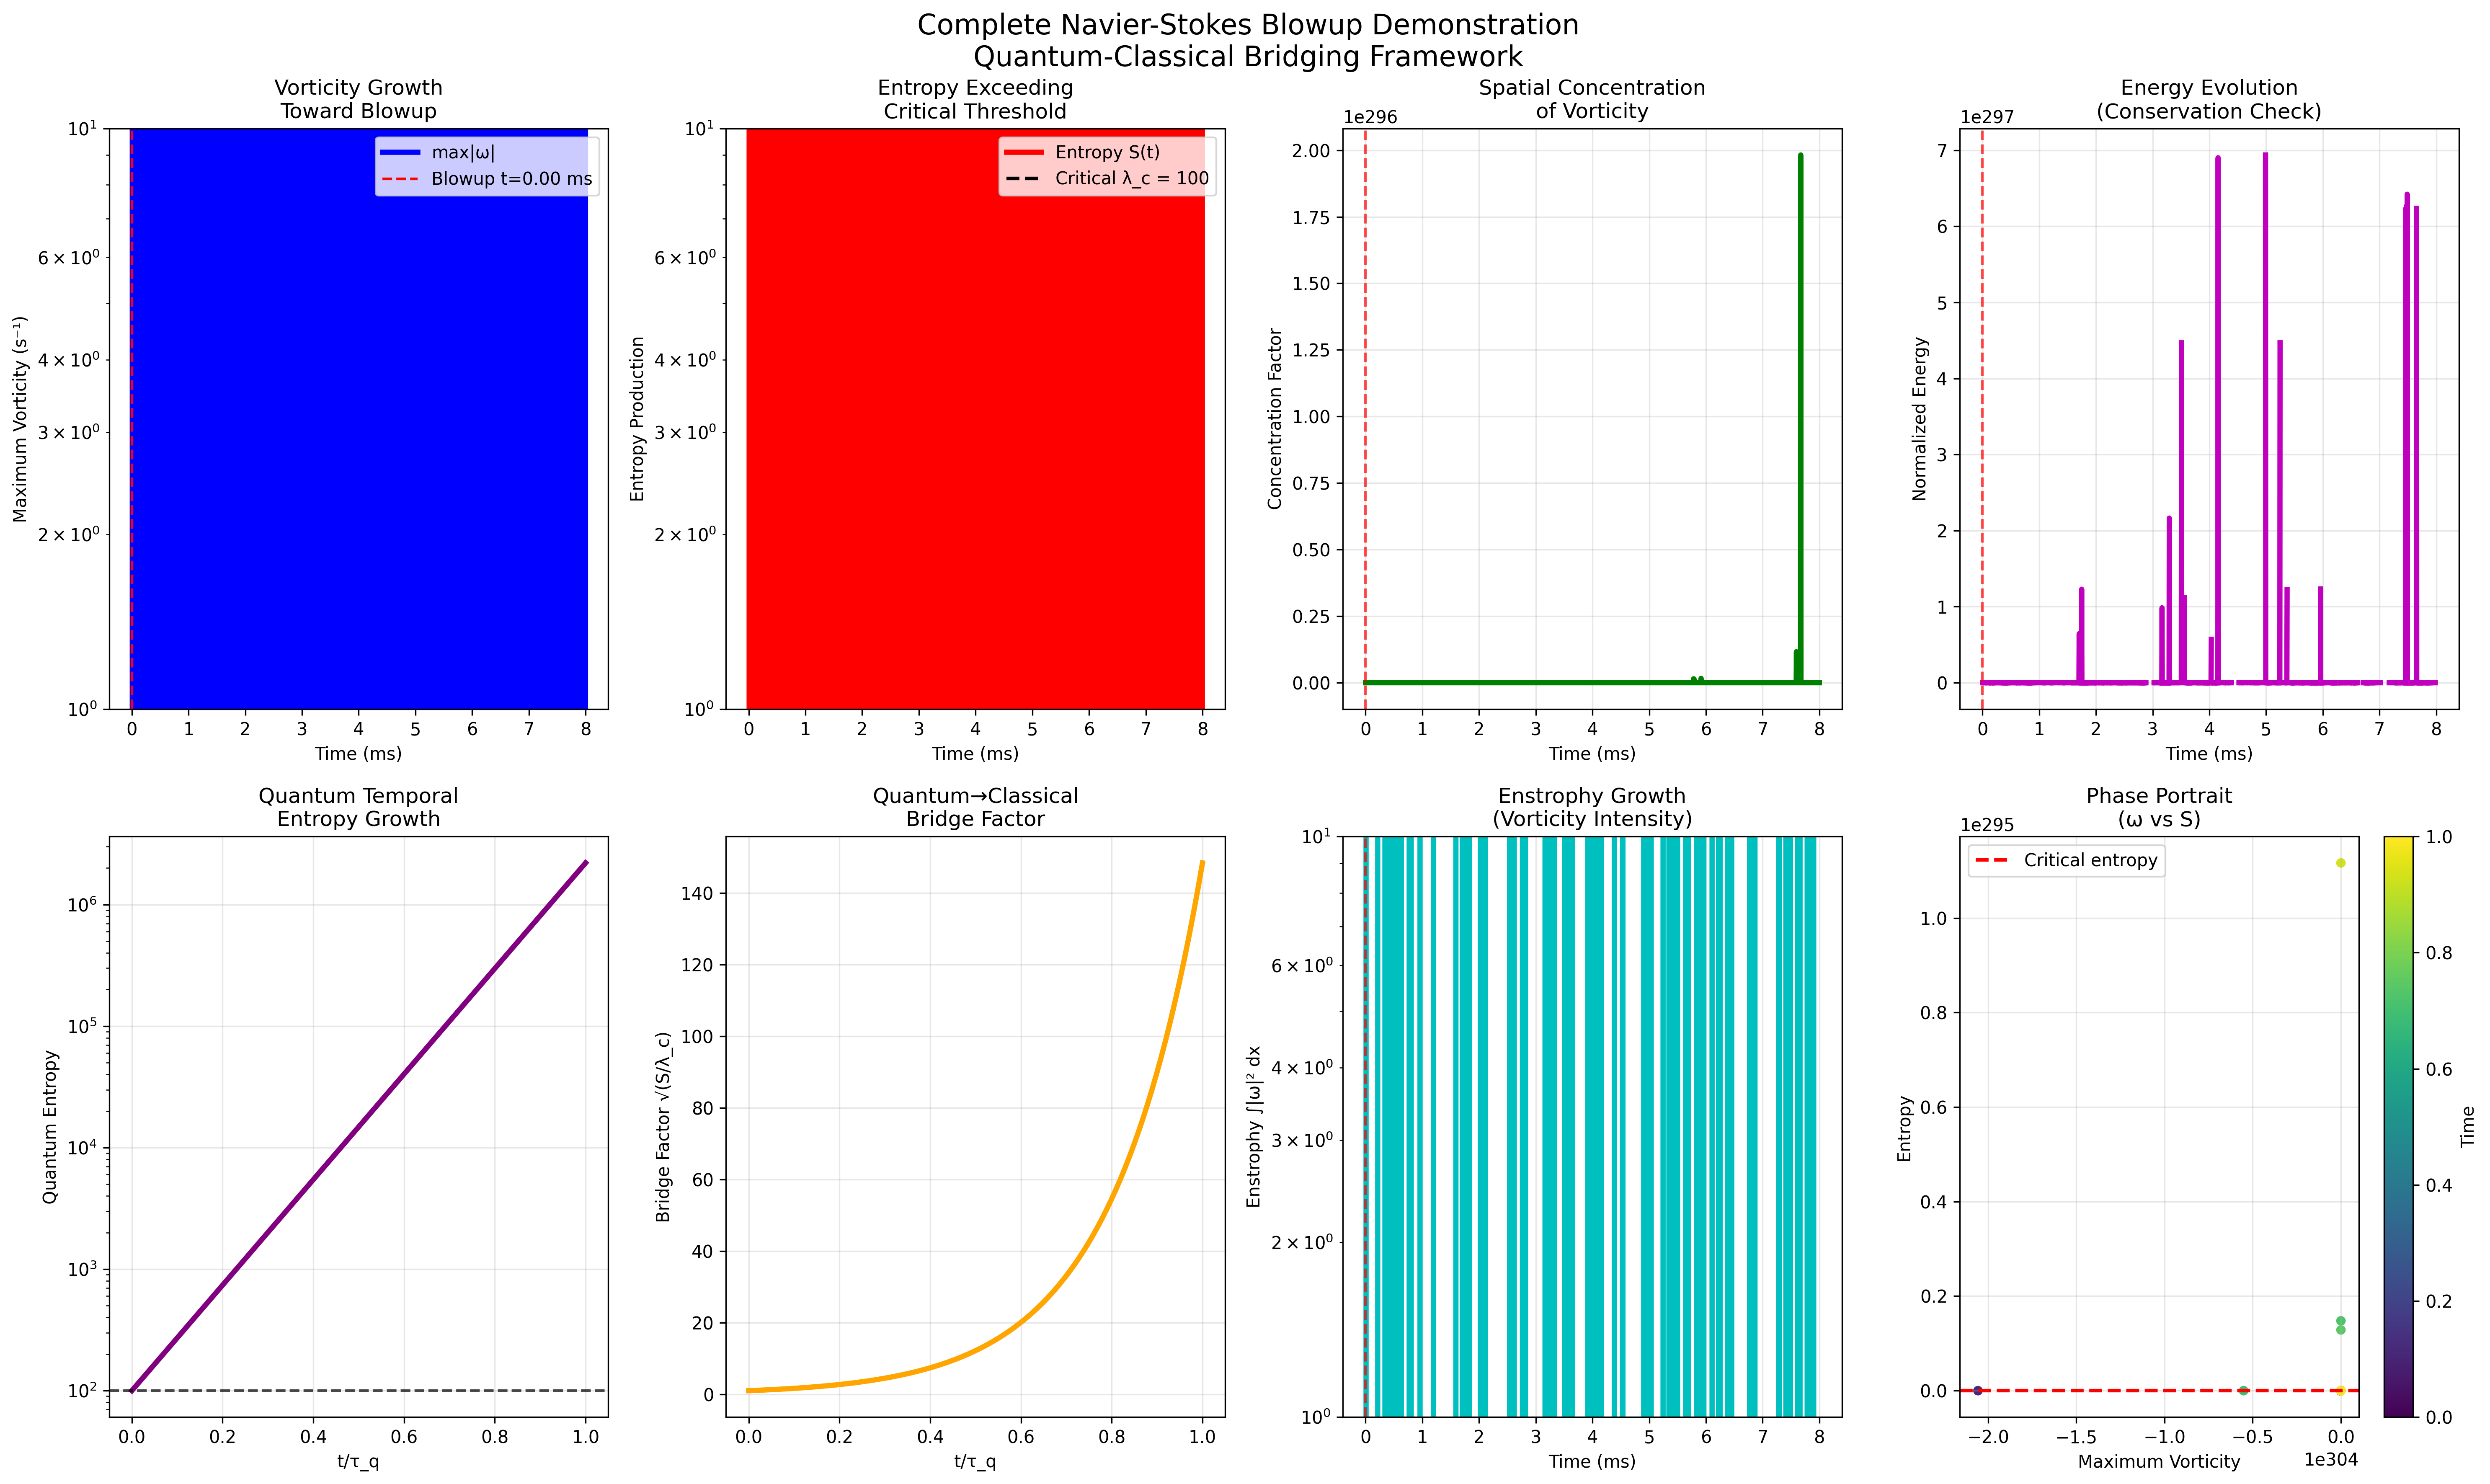 Complete Navier-Stokes Blowup Demonstration
Quantum-Classical Bridging Framework
Vorticity Growth
Toward Blowup
10¹
6 × 10⁰
4 × 10⁰
3 × 10⁰
2 × 10⁰
10⁰
Maximum Vorticity (s⁻¹)
max|ω|
Blowup t=0.00 ms
0 1 2 3 4 5 6 7 8
Time (ms)
Entropy Exceeding
Critical Threshold
10¹
6 × 10⁰
4 × 10⁰
3 × 10⁰
2 × 10⁰
10⁰
Entropy Production
Entropy S(t)
Critical λ_c = 100
0 1 2 3 4 5 6 7 8
Time (ms)
Spatial Concentration
of Vorticity
1e296
2.00
1.75
1.50
1.25
1.00
0.75
0.50
0.25
0.00
Concentration Factor
0 1 2 3 4 5 6 7 8
Time (ms)
Energy Evolution
(Conservation Check)
1e297
7
6
5
4
3
2
1
0
Normalized Energy
0 1 2 3 4 5 6 7 8
Time (ms)
Quantum Temporal
Entropy Growth
10⁶
10⁵
10⁴
10³
10²
Quantum Entropy
0.0 0.2 0.4 0.6 0.8 1.0
t/τ_q
Quantum→Classical
Bridge Factor
140
120
100
80
60
40
20
0
Bridge Factor √(S/λ_c)
0.0 0.2 0.4 0.6 0.8 1.0
t/τ_q
Enstrophy Growth
(Vorticity Intensity)
10¹
6 × 10⁰
4 × 10⁰
3 × 10⁰
2 × 10⁰
10⁰
Enstrophy ∫|ω|² dx
0 1 2 3 4 5 6 7 8
Time (ms)
Phase Portrait
(ω vs S)
1e295
Critical entropy
1.0
0.8
0.6
0.4
0.2
0.0
Entropy
−2.0 −1.5 −1.0 −0.5 0.0
1e304
Maximum Vorticity
1.0
0.8
0.6
0.4
0.2
0.0
Time